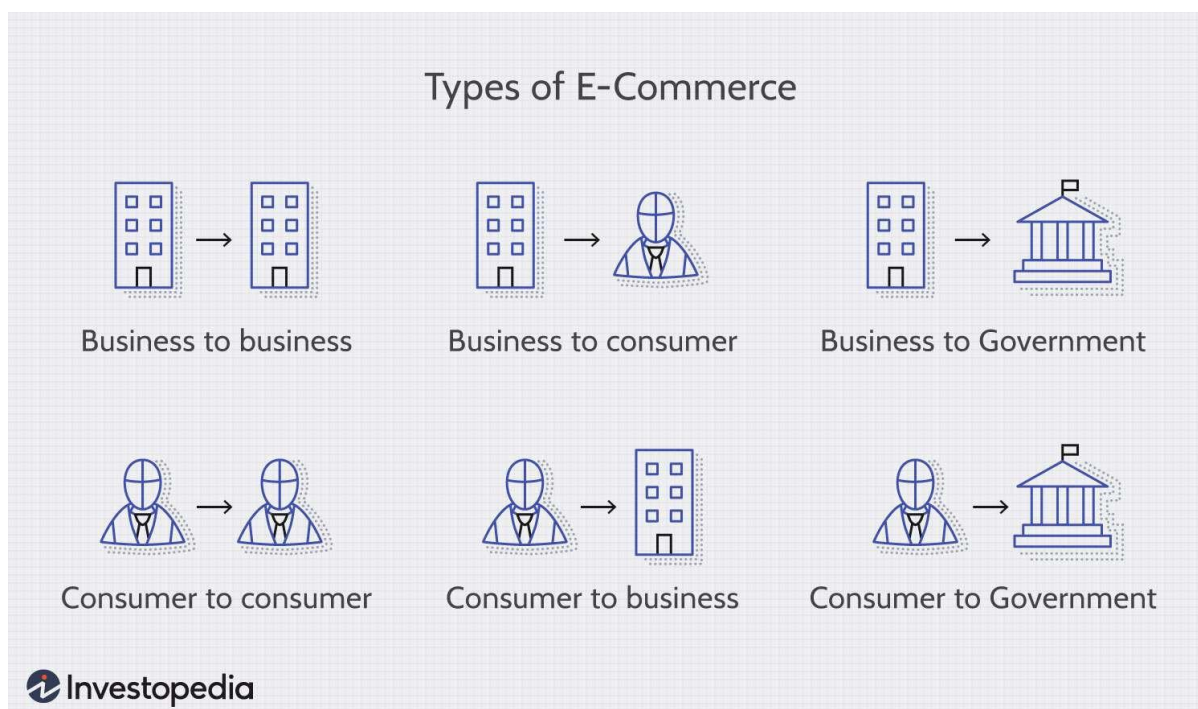 Types of E-Commerce
Business to business
Business to consumer
Business to Government
Consumer to consumer
Consumer to business
Consumer to Government
Investopedia